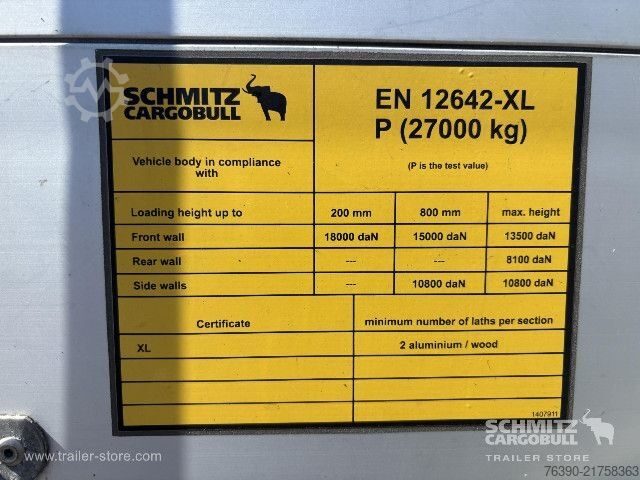 SCHMITZ
CARGOBULL
EN 12642-XL
P (27000 kg)
Vehicle body in compliance
with
(P is the test value)
Loading height up to 200 mm 800 mm max. height
Front wall 18000 daN 15000 daN 13500 daN
Rear wall --- --- 8100 daN
Side walls --- 10800 daN 10800 daN
Certificate minimum number of laths per section
XL 2 aluminium / wood
1407911
SCHMITZ
CARGOBULL
TRAILER STORE
www.trailer-store.com
76390-21758363